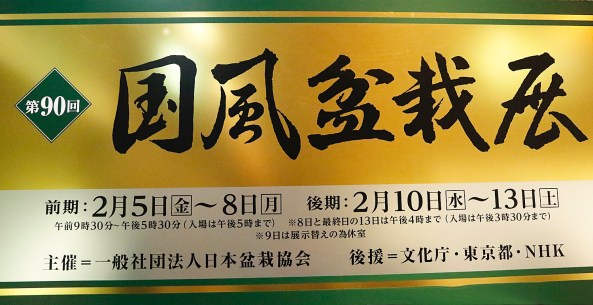 第90回
国風盆栽展
前期：2月5日金～8日月 後期：2月10日水～13日土
午前9時30分～午後5時30分（入場は午後5時まで） ※8日と最終日の13日は午後4時まで（入場は午後3時30分まで）
※9日は展示替えの為休室
主催＝一般社団法人日本盆栽協会 後援＝文化庁・東京都・NHK